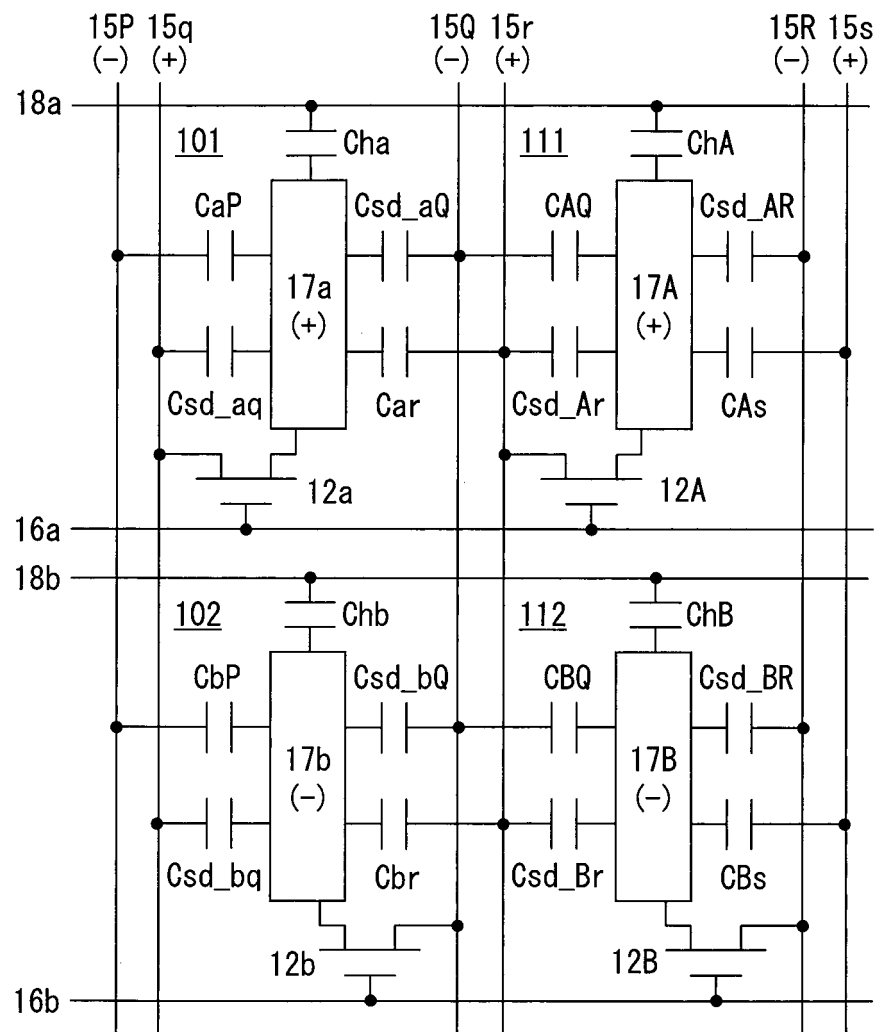 15P 15q 15Q 15r 15R 15s
(−) (+) (−) (+) (−) (+)
18a
101 Cha 111 ChA
CaP Csd_aQ CAQ Csd_AR
17a 17A
(+) (+)
Csd_aq Car Csd_Ar CAs
12a 12A
16a
18b
102 Chb 112 ChB
CbP Csd_bQ CBQ Csd_BR
17b 17B
(−) (−)
Csd_bq Cbr Csd_Br CBs
12b 12B
16b